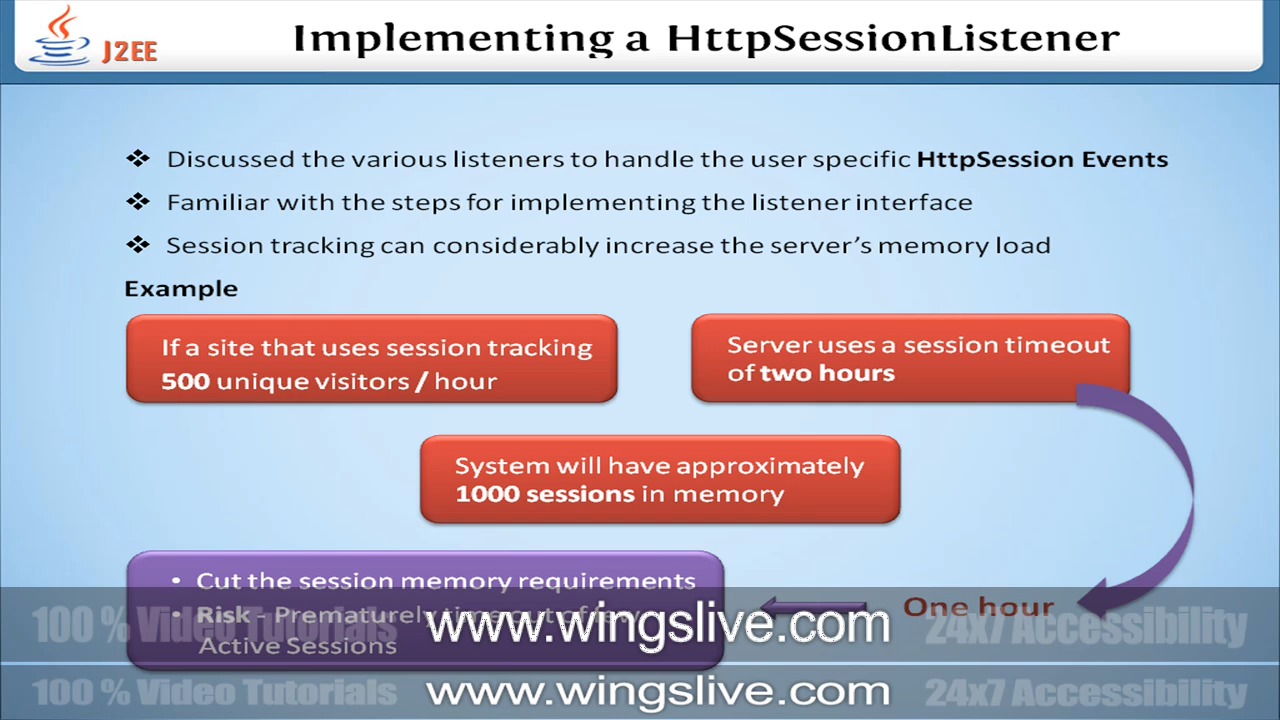 J2EE
Implementing a HttpSessionListener
❖ Discussed the various listeners to handle the user specific HttpSession Events
❖ Familiar with the steps for implementing the listener interface
❖ Session tracking can considerably increase the server's memory load
Example
If a site that uses session tracking
500 unique visitors / hour
Server uses a session timeout
of two hours
System will have approximately
1000 sessions in memory
• Cut the session memory requirements
• Risk - Prematurely time out of few
Active Sessions
One hour
100 % Video Tutorials
www.wingslive.com
24x7 Accessibility
100 % Video Tutorials
www.wingslive.com
24x7 Accessibility